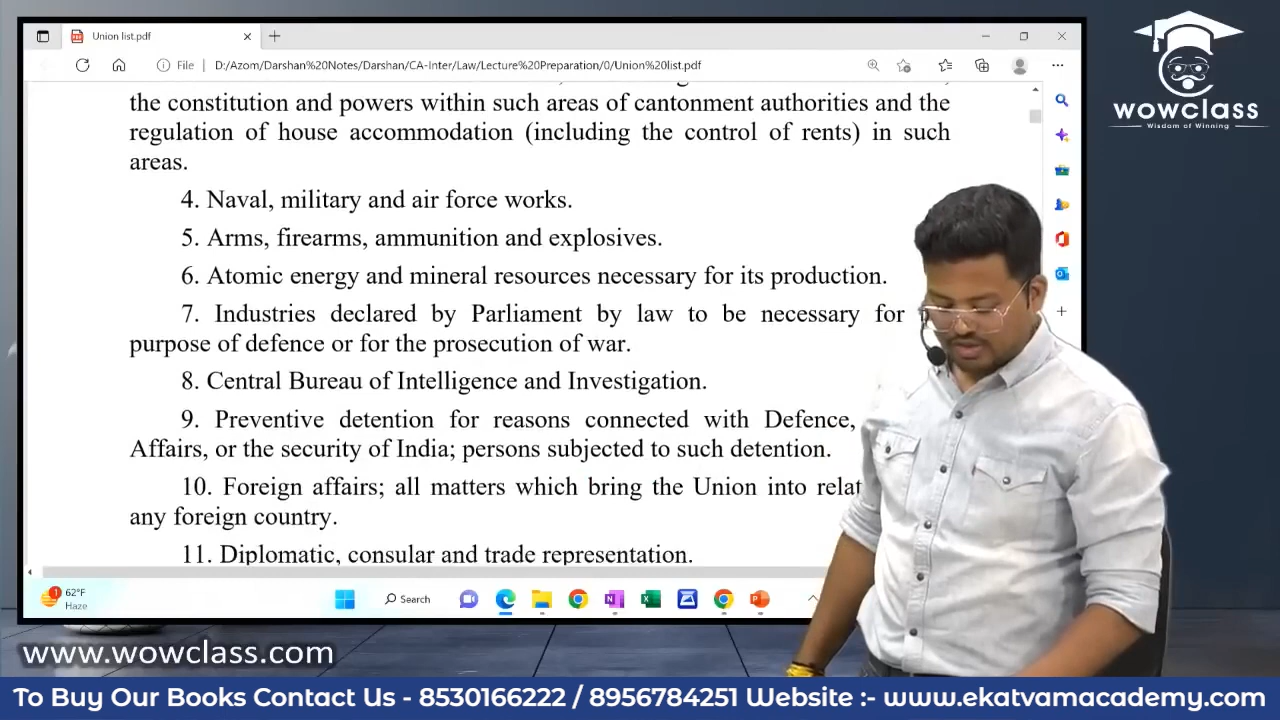 Union list.pdf
File
D:/Azom/Darshan%20Notes/Darshan/CA-Inter/Law/Lecture%20Preparation/0/Union%20list.pdf
the constitution and powers within such areas of cantonment authorities and the
regulation of house accommodation (including the control of rents) in such
areas.
4. Naval, military and air force works.
5. Arms, firearms, ammunition and explosives.
6. Atomic energy and mineral resources necessary for its production.
7. Industries declared by Parliament by law to be necessary for
purpose of defence or for the prosecution of war.
8. Central Bureau of Intelligence and Investigation.
9. Preventive detention for reasons connected with Defence,
Affairs, or the security of India; persons subjected to such detention.
10. Foreign affairs; all matters which bring the Union into relat
any foreign country.
11. Diplomatic, consular and trade representation.
1
62°F
Haze
Search
wowclass
Wisdom of Winning
www.wowclass.com
To Buy Our Books Contact Us - 8530166222 / 8956784251 Website :- www.ekatvamacademy.com